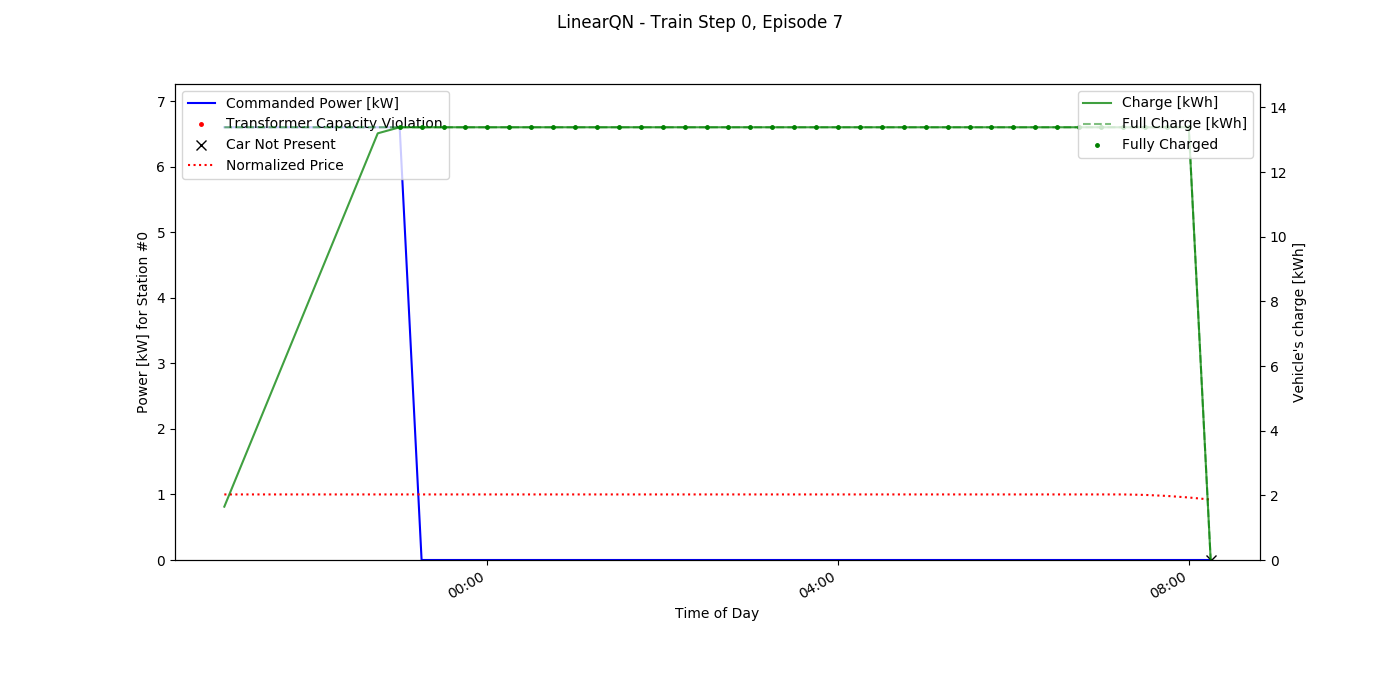 LinearQN - Train Step 0, Episode 7
Commanded Power [kW]
Transformer Capacity Violation
Car Not Present
Normalized Price
Charge [kWh]
Full Charge [kWh]
Fully Charged
7
6
5
4
3
2
1
0
Power [kW] for Station #0
14
12
10
8
6
4
2
0
Vehicle's charge [kWh]
00:00
04:00
08:00
Time of Day